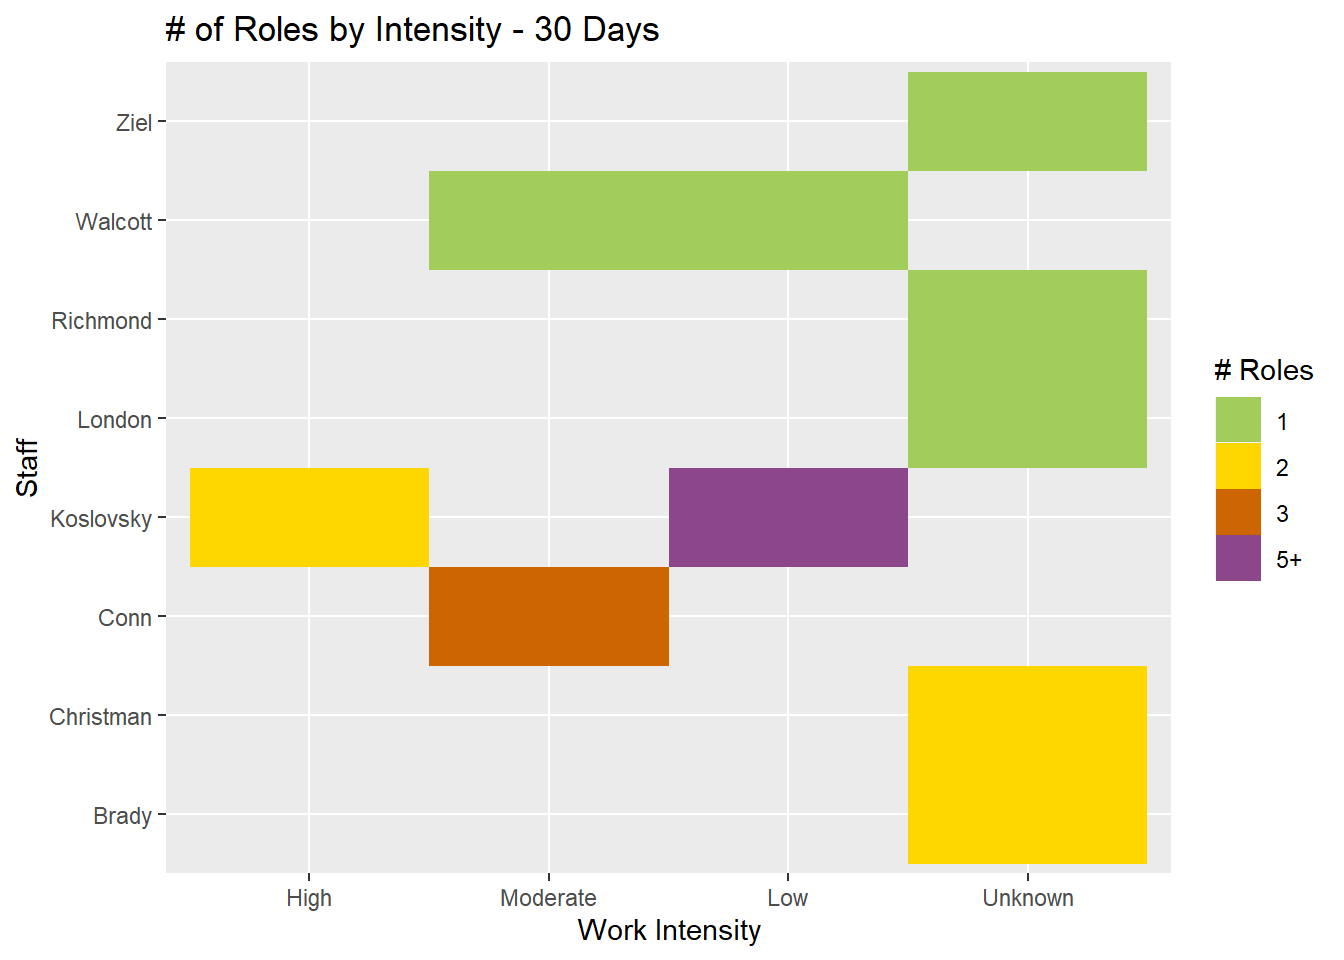 # of Roles by Intensity - 30 Days
Ziel
Walcott
Richmond
London
Koslovsky
Conn
Christman
Brady
Staff
High
Moderate
Low
Unknown
Work Intensity
# Roles
1
2
3
5+